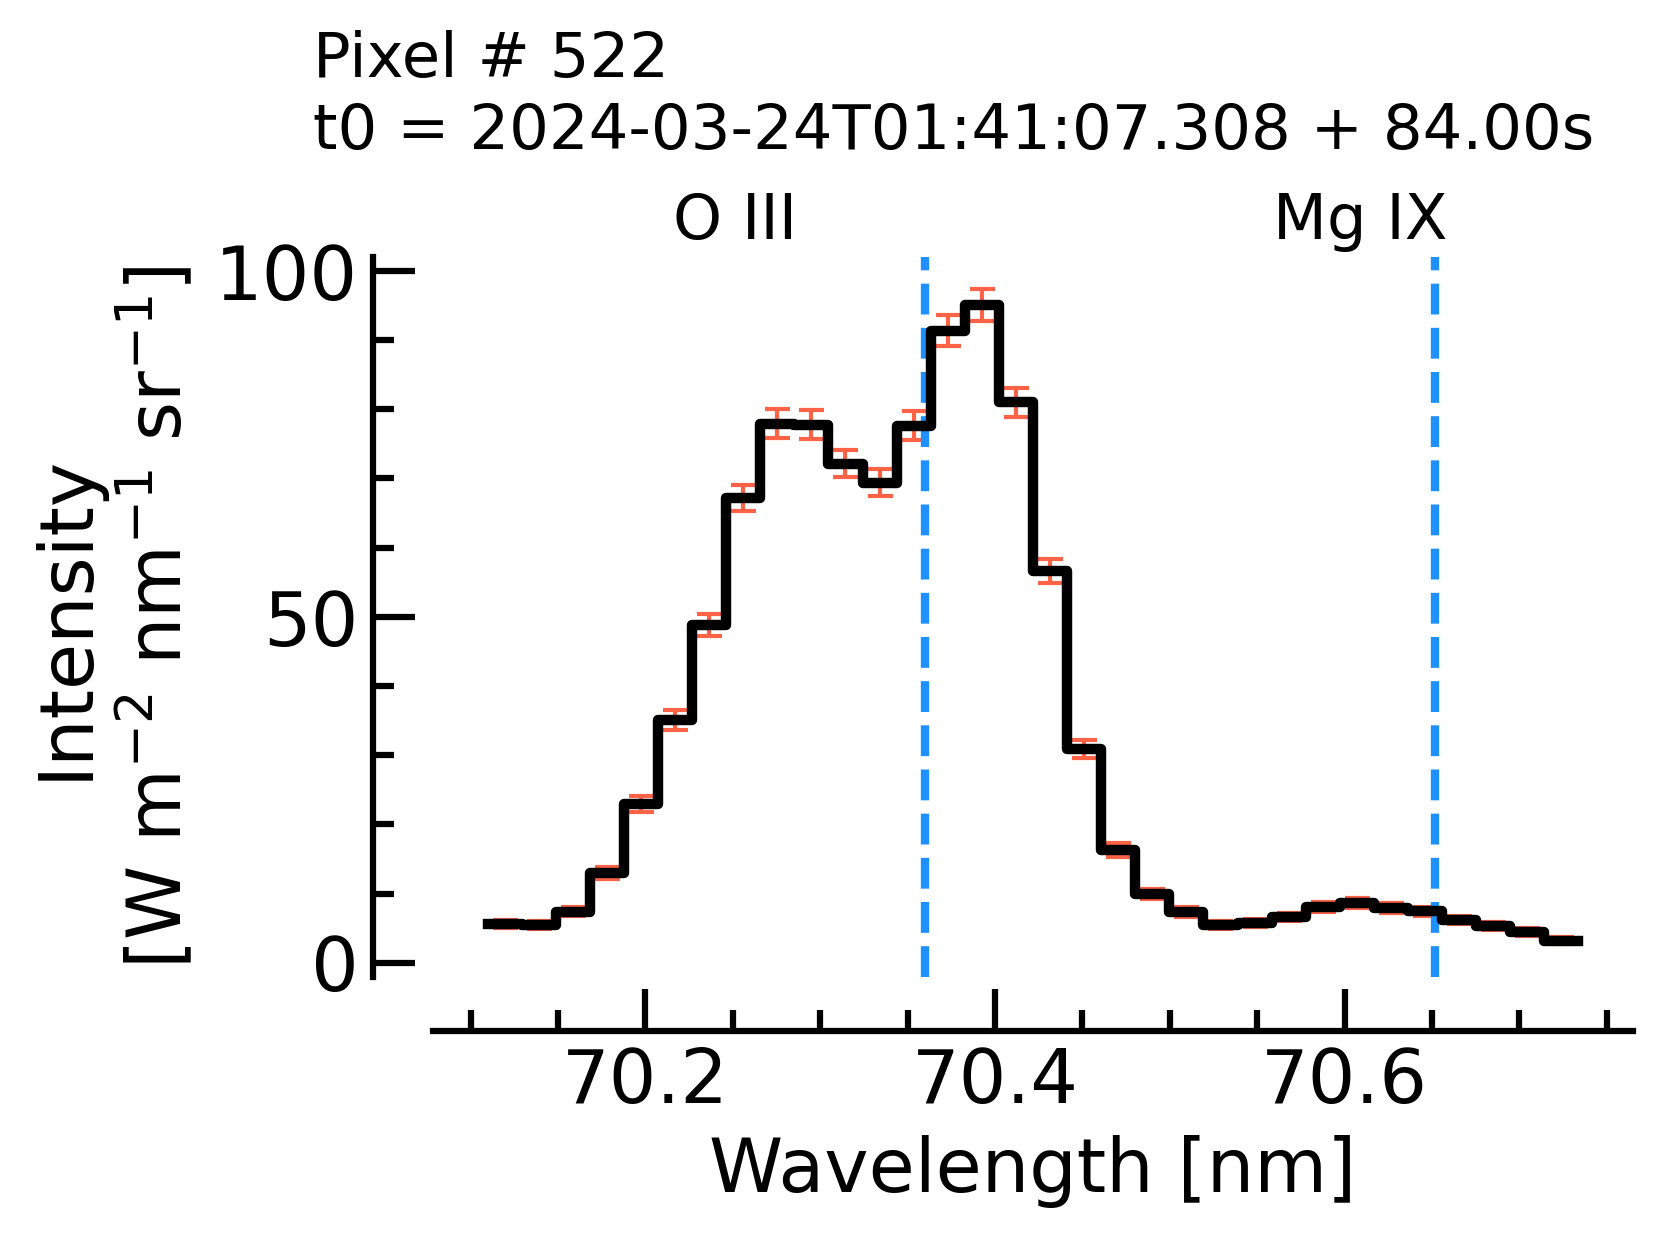 Pixel # 522
t0 = 2024-03-24T01:41:07.308 + 84.00s
O III Mg IX
100
50
0
Intensity
[W m⁻² nm⁻¹ sr⁻¹]
70.2 70.4 70.6
Wavelength [nm]